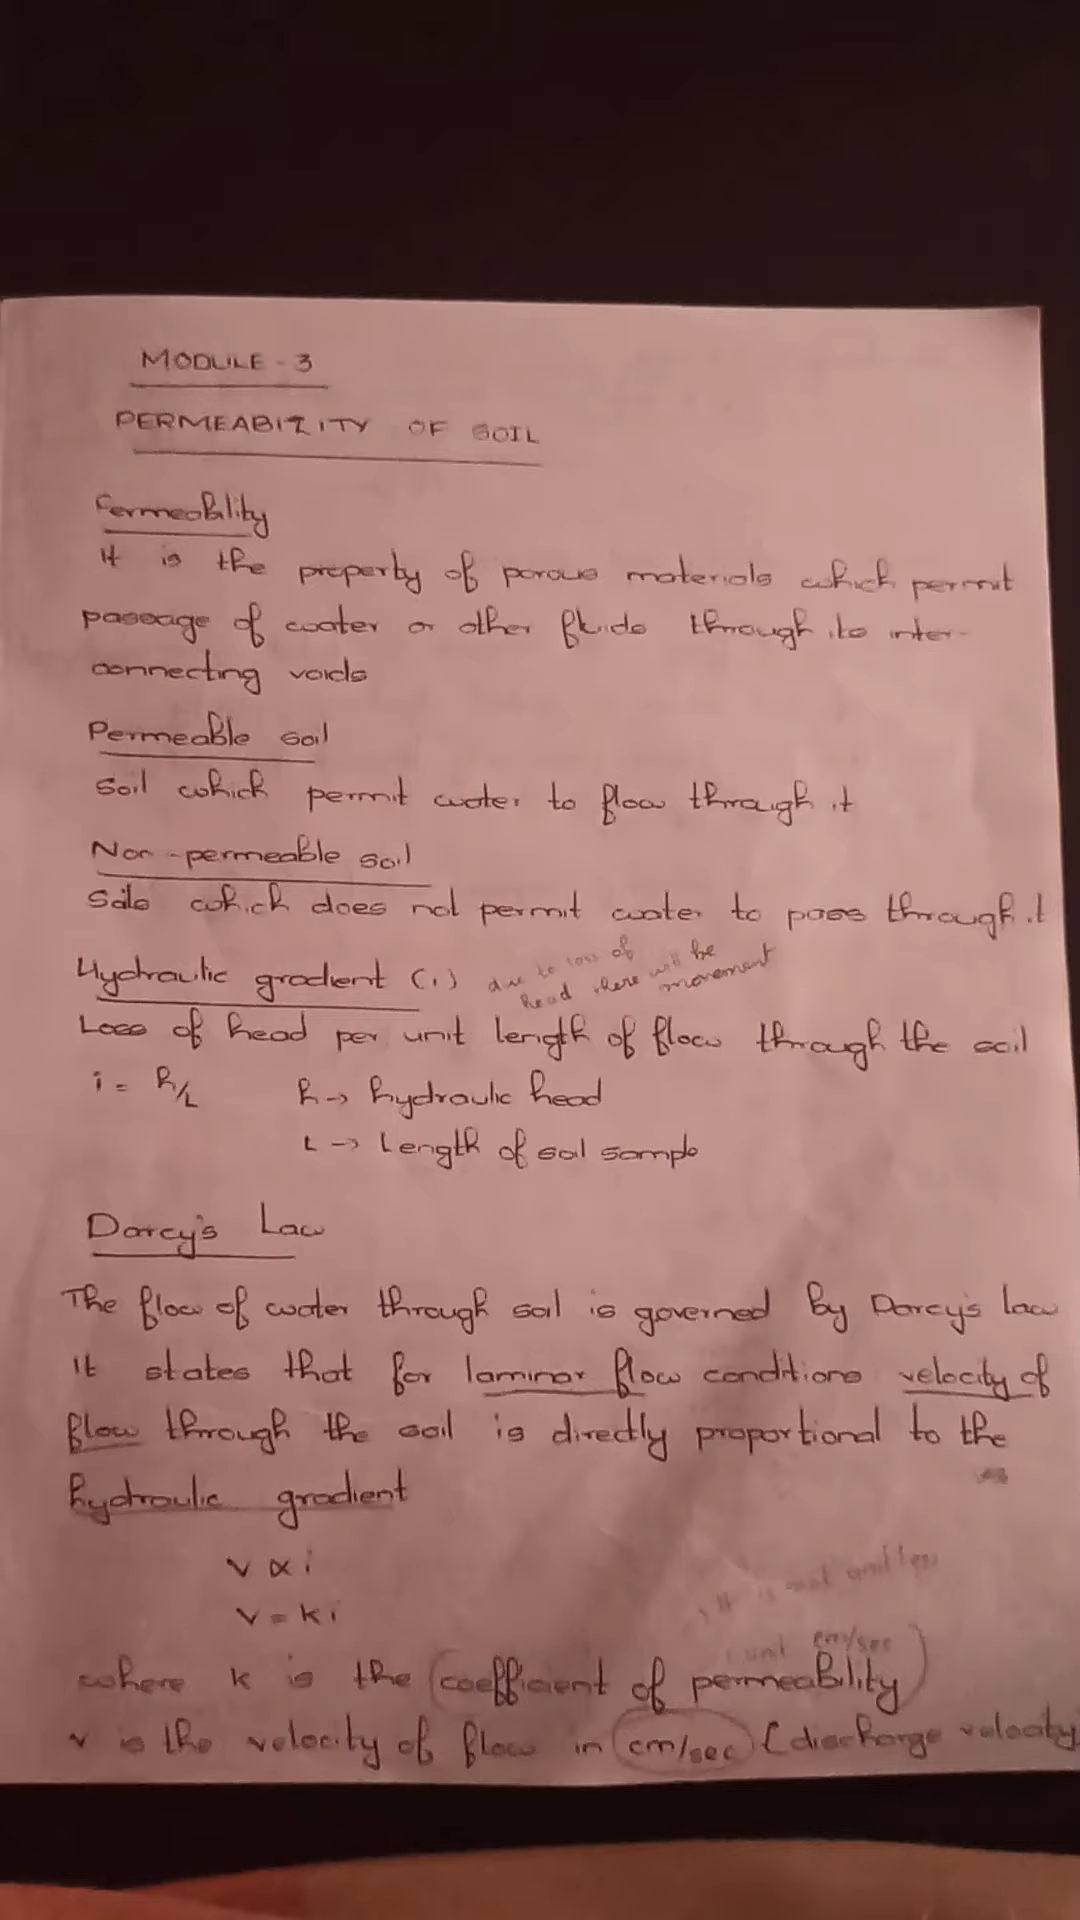 MODULE - 3
PERMEABILITY OF SOIL
Permeability
It is the property of porous materials which permit
passage of water or other fluids through its inter-
connecting voids
Permeable soil
Soil which permit water to flow through it
Non-permeable soil
Soils which does not permit water to pass through it
Hydraulic gradient (i) due to loss of
head there will be
movement
Loss of head per unit length of flow through the soil
i = h/L h → hydraulic head
L → Length of soil sample
Darcy's Law
The flow of water through soil is governed by Darcy's law
It states that for laminar flow conditions velocity of
flow through the soil is directly proportional to the
hydraulic gradient
v ∝ i
v = ki
It is not unitless
unit cm/sec
where k is the (coefficient of permeability)
v is the velocity of flow in cm/sec (discharge velocity